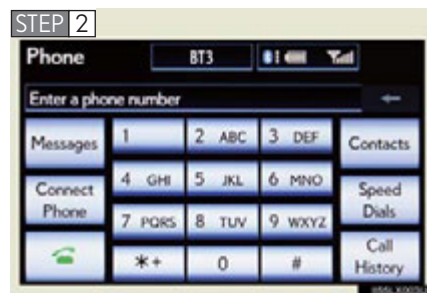 STEP 2
Phone
BT3
Enter a phone number
Messages
1
2 ABC
3 DEF
Contacts
Connect
Phone
4 GHI
5 JKL
6 MNO
Speed
Dials
7 PQRS
8 TUV
9 WXYZ
*+
0
#
Call
History